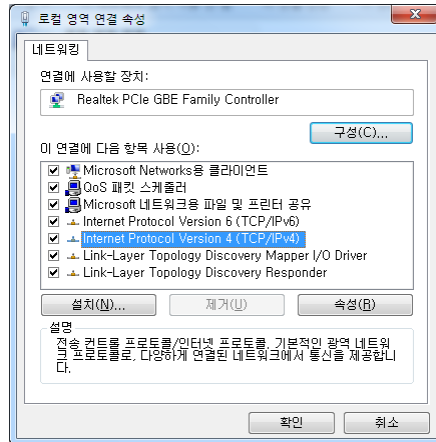 로컬 영역 연결 속성
네트워킹
연결에 사용할 장치:
Realtek PCIe GBE Family Controller
구성(C)...
이 연결에 다음 항목 사용(O):
Microsoft Networks용 클라이언트
QoS 패킷 스케줄러
Microsoft 네트워크용 파일 및 프린터 공유
Internet Protocol Version 6 (TCP/IPv6)
Internet Protocol Version 4 (TCP/IPv4)
Link-Layer Topology Discovery Mapper I/O Driver
Link-Layer Topology Discovery Responder
설치(N)... 제거(U) 속성(R)
설명
전송 컨트롤 프로토콜/인터넷 프로토콜. 기본적인 광역 네트워
크 프로토콜로, 다양하게 연결된 네트워크에서 통신을 제공합니
다.
확인 취소